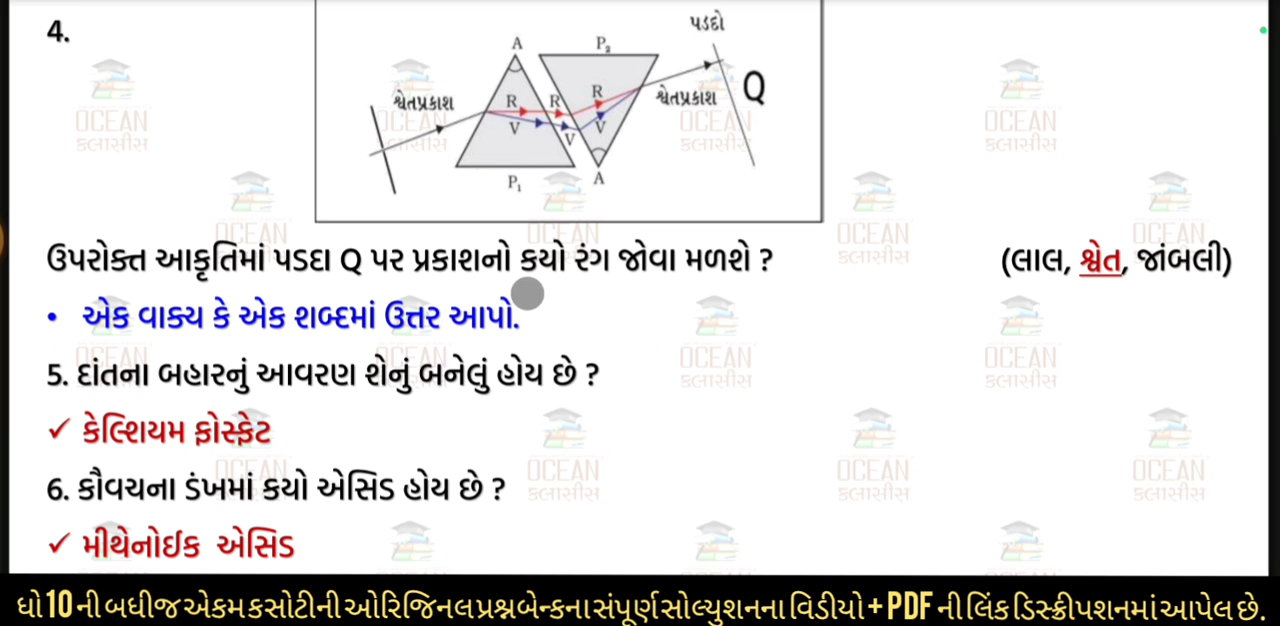 4.
પડદો
A
P₂
Q
શ્વેતપ્રકાશ
R
R
R
શ્વેતપ્રકાશ
V
V
V
P₁
A
ઉપરોક્ત આકૃતિમાં પડદા Q પર પ્રકાશનો કયો રંગ જોવા મળશે ? (લાલ, શ્વેત, જાંબલી)
• એક વાક્ય કે એક શબ્દમાં ઉત્તર આપો.
5. દાંતના બહારનું આવરણ શેનું બનેલું હોય છે ?
✓ કેલ્શિયમ ફોસ્ફેટ
6. કૌવચના ડંખમાં કયો એસિડ હોય છે ?
✓ મીથેનોઈક એસિડ
OCEAN
ક્લાસીસ
ધો 10 ની બધી જ એકમ કસોટીની ઓરિજિનલ પ્રશ્નબેન્કના સંપૂર્ણ સોલ્યુશનના વિડીયો + PDF ની લિંક ડિસ્ક્રીપશનમાં આપેલ છે.